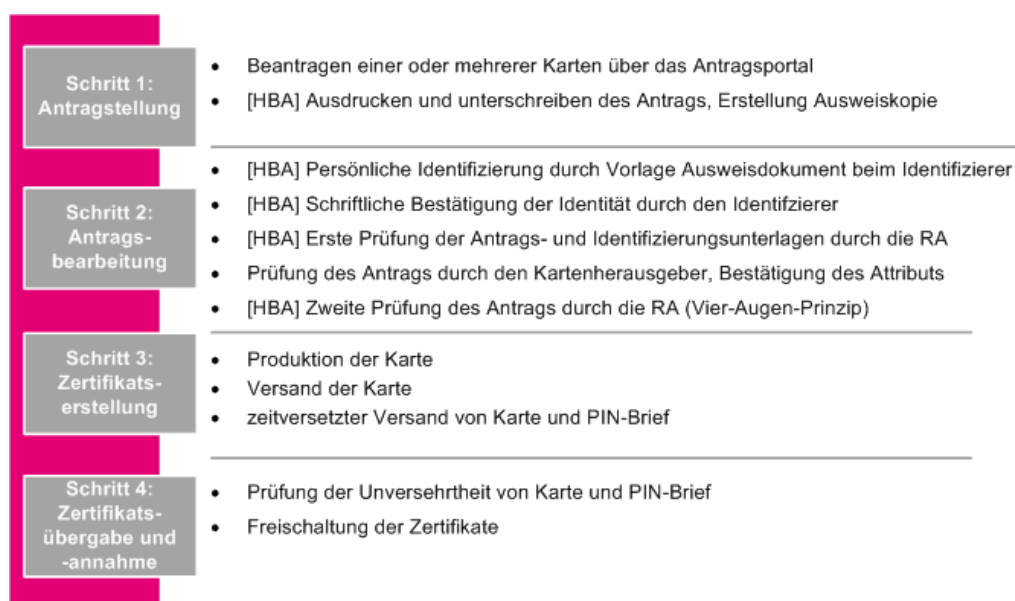 Schritt 1:
Antragstellung
• Beantragen einer oder mehrerer Karten über das Antragsportal
• [HBA] Ausdrucken und unterschreiben des Antrags, Erstellung Ausweiskopie
Schritt 2:
Antrags-
bearbeitung
• [HBA] Persönliche Identifizierung durch Vorlage Ausweisdokument beim Identifizierer
• [HBA] Schriftliche Bestätigung der Identität durch den Identifzierer
• [HBA] Erste Prüfung der Antrags- und Identifizierungsunterlagen durch die RA
• Prüfung des Antrags durch den Kartenherausgeber, Bestätigung des Attributs
• [HBA] Zweite Prüfung des Antrags durch die RA (Vier-Augen-Prinzip)
Schritt 3:
Zertifikats-
erstellung
• Produktion der Karte
• Versand der Karte
• zeitversetzter Versand von Karte und PIN-Brief
Schritt 4:
Zertifikats-
übergabe und
-annahme
• Prüfung der Unversehrtheit von Karte und PIN-Brief
• Freischaltung der Zertifikate